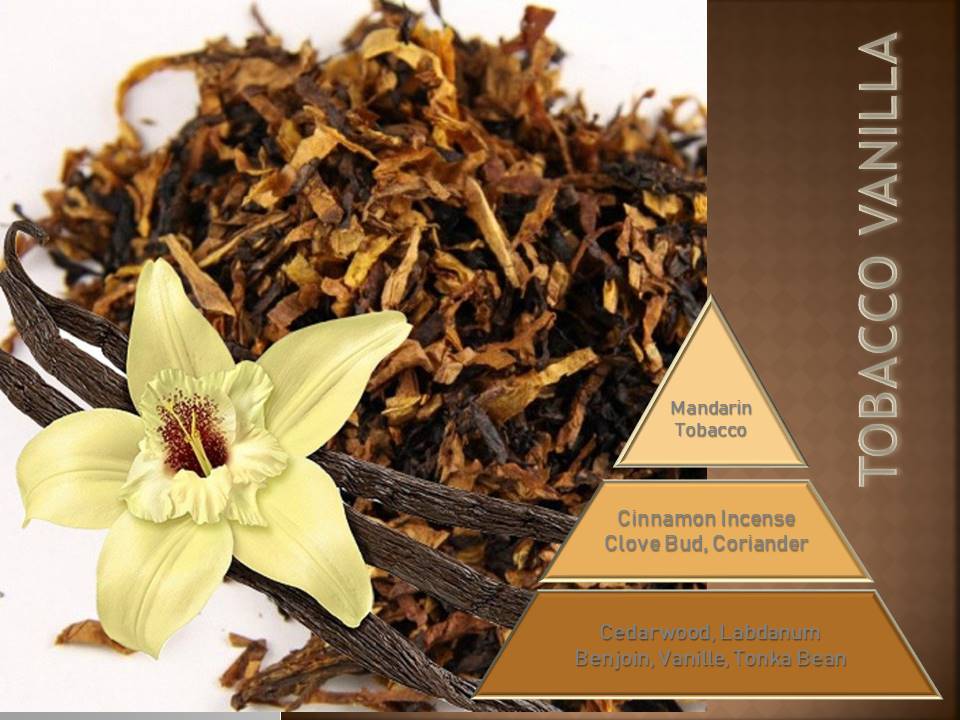 TOBACCO VANILLA
Mandarin
Tobacco
Cinnamon Incense
Clove Bud, Coriander
Cedarwood, Labdanum
Benjoin, Vanille, Tonka Bean